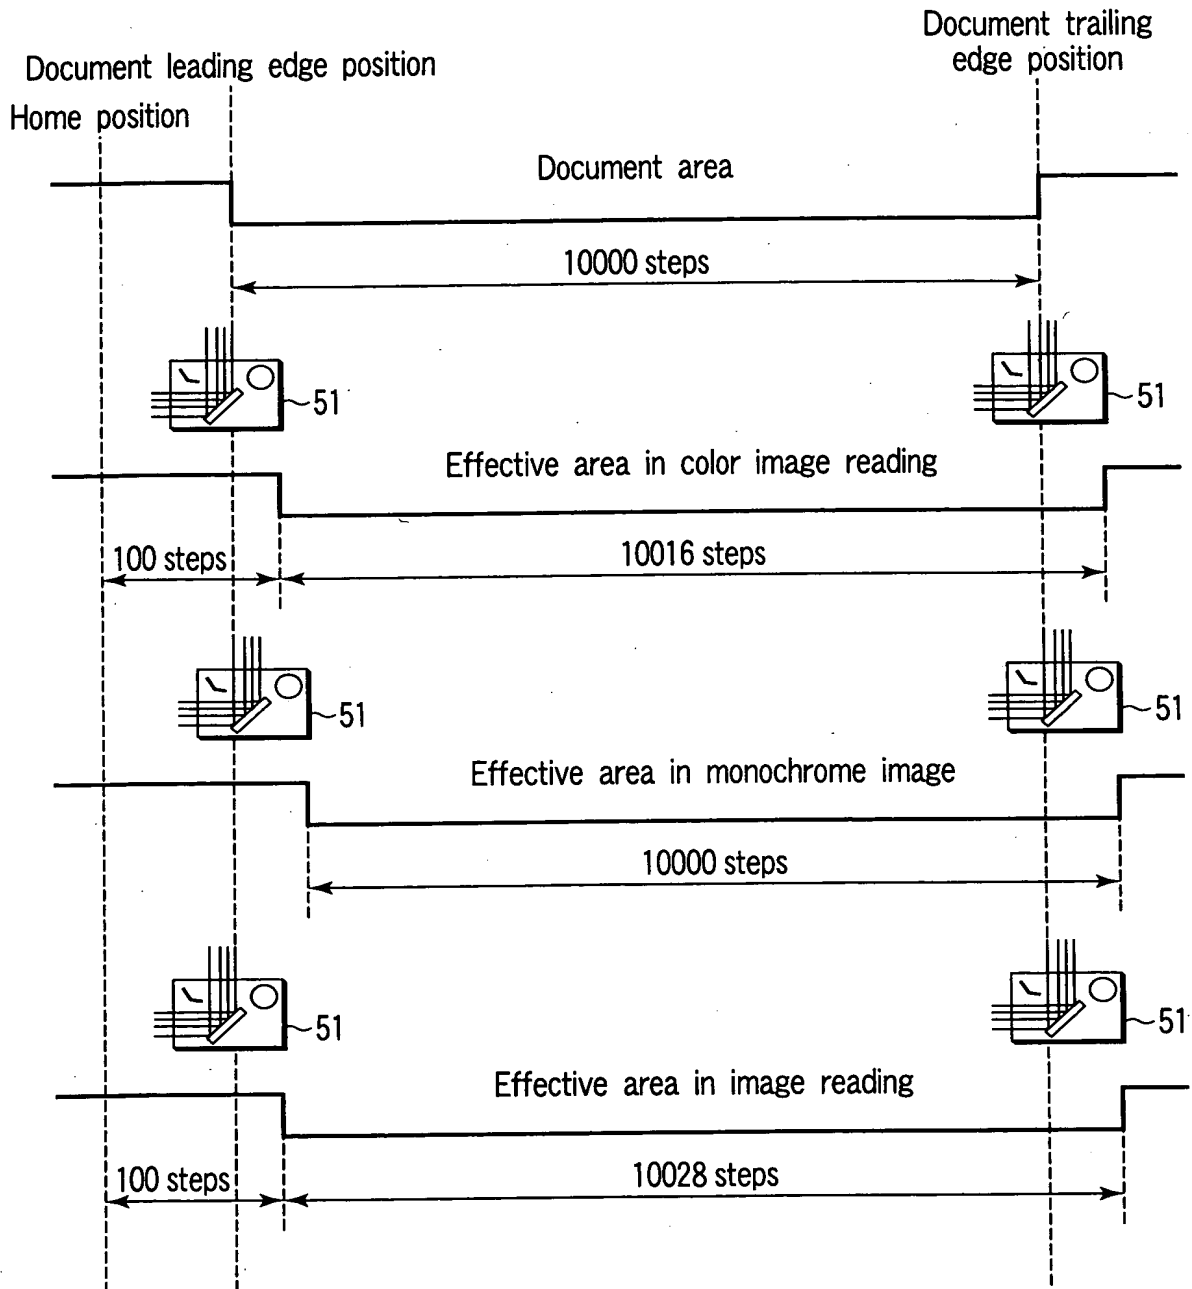 Document trailing
edge position
Document leading edge position
Home position
Document area
10000 steps
51
51
Effective area in color image reading
100 steps
10016 steps
51
51
Effective area in monochrome image
10000 steps
51
51
Effective area in image reading
100 steps
10028 steps